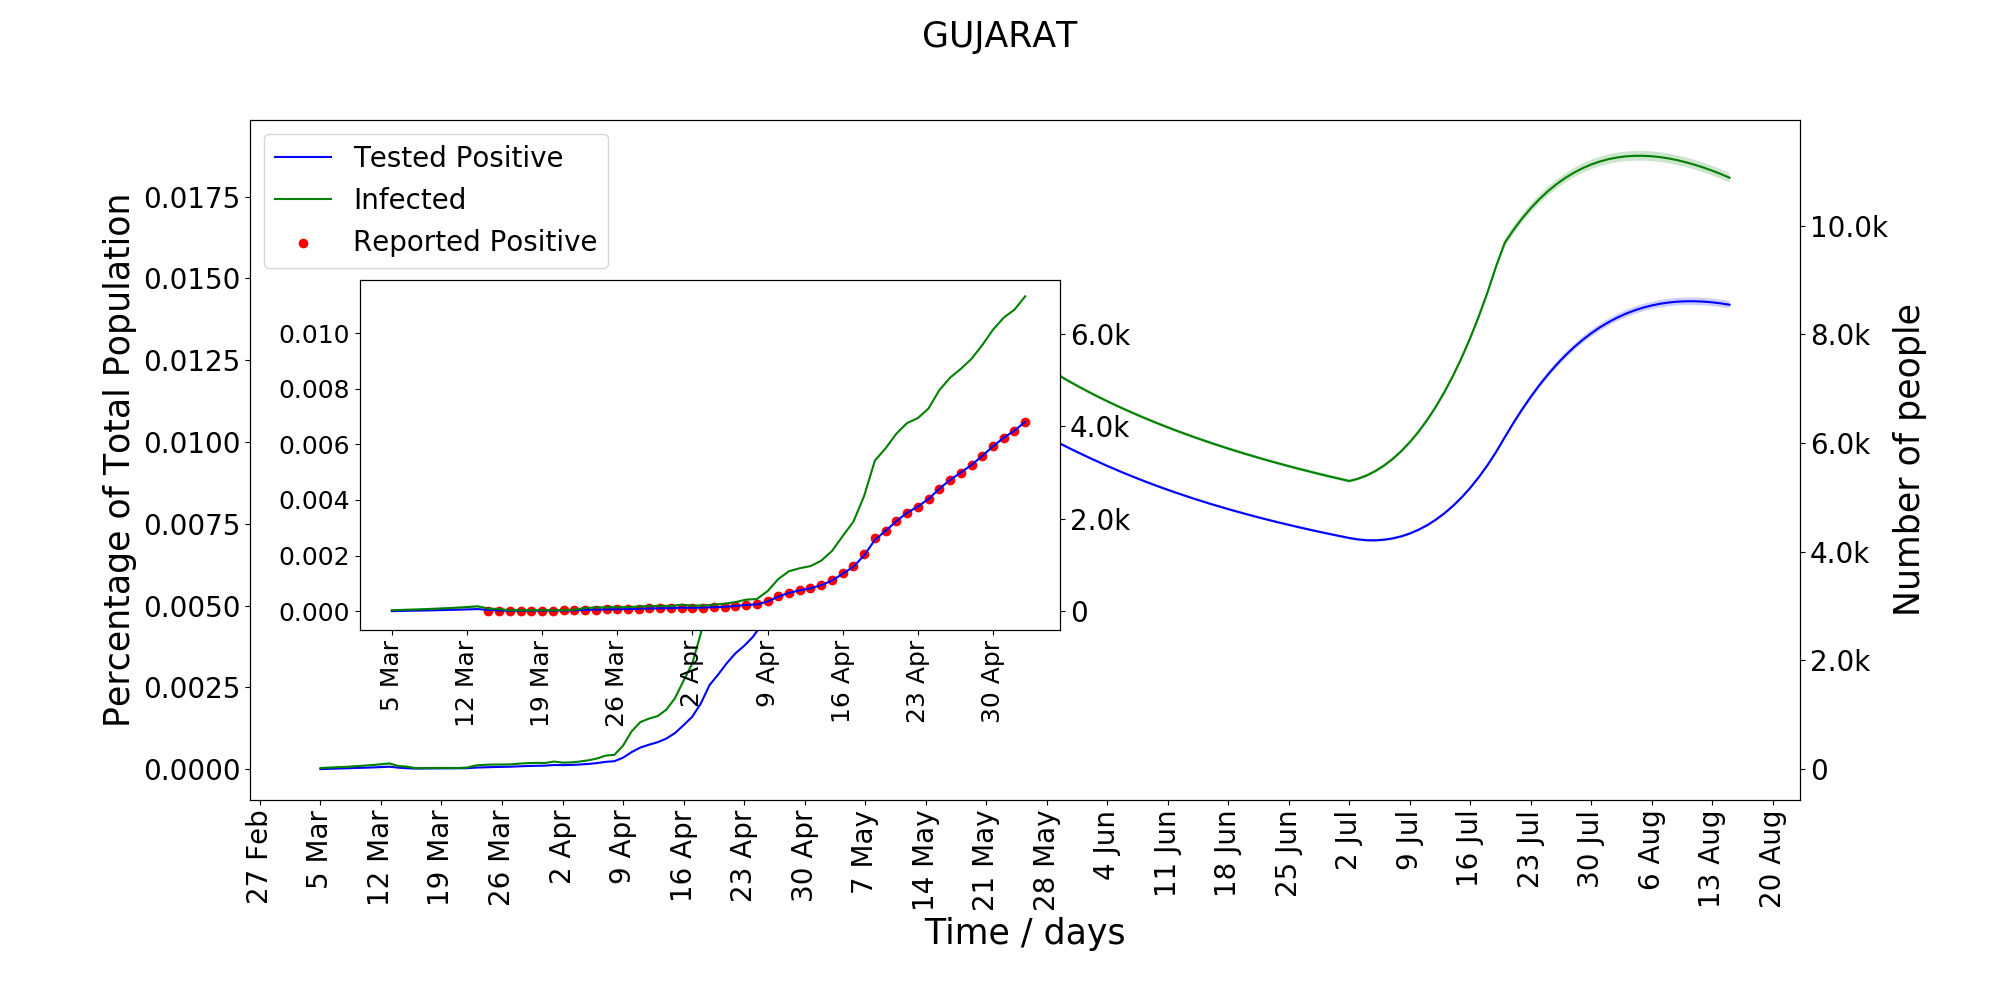 GUJARAT
Tested Positive
Infected
Reported Positive
Percentage of Total Population
0.0175
0.0150
0.0125
0.0100
0.0075
0.0050
0.0025
0.0000
0.010
0.008
0.006
0.004
0.002
0.000
6.0k
4.0k
2.0k
0
5 Mar
12 Mar
19 Mar
26 Mar
2 Apr
9 Apr
16 Apr
23 Apr
30 Apr
10.0k
8.0k
6.0k
4.0k
2.0k
0
Number of people
27 Feb
5 Mar
12 Mar
19 Mar
26 Mar
2 Apr
9 Apr
16 Apr
23 Apr
30 Apr
7 May
14 May
21 May
28 May
4 Jun
11 Jun
18 Jun
25 Jun
2 Jul
9 Jul
16 Jul
23 Jul
30 Jul
6 Aug
13 Aug
20 Aug
Time / days